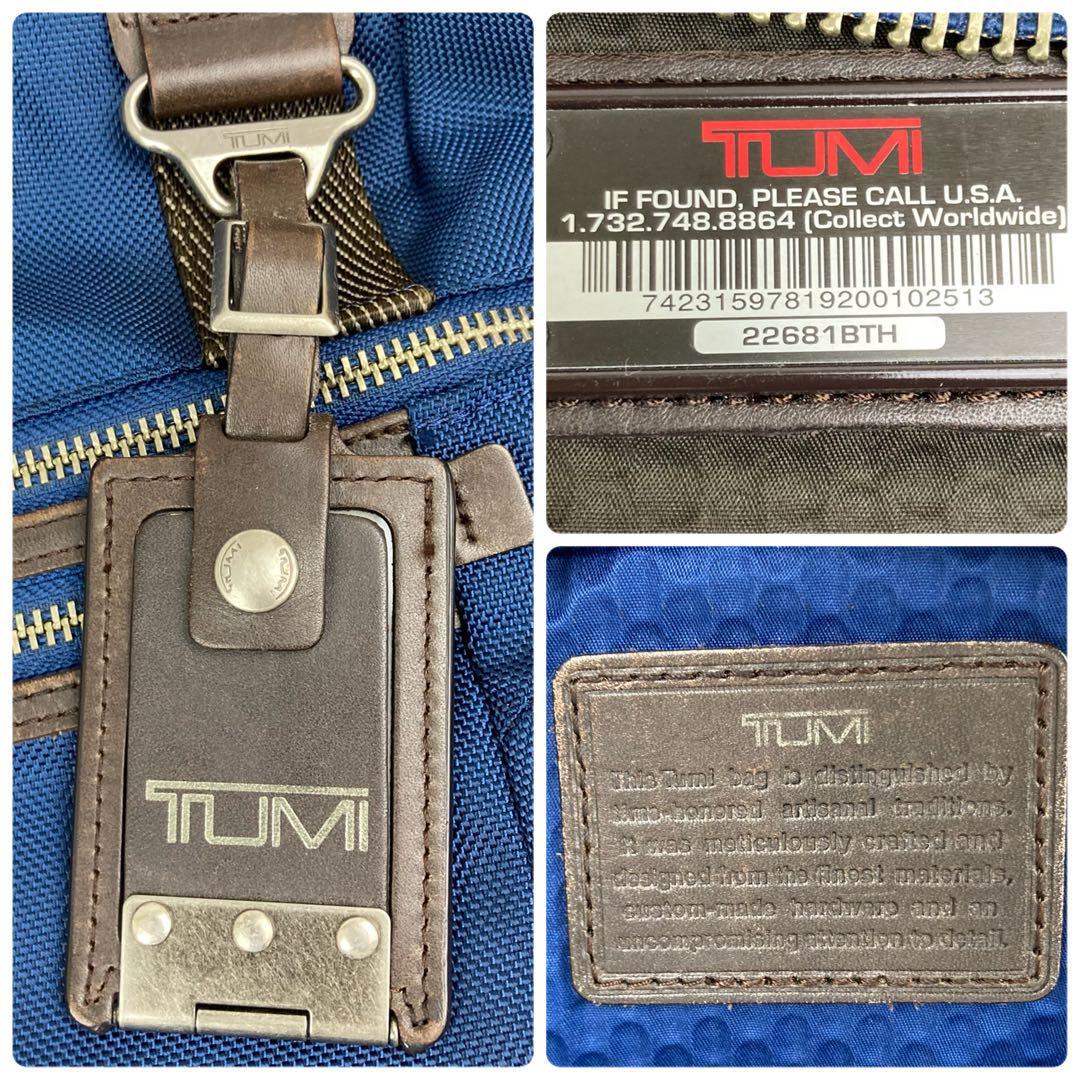 TUMI
TUMI
TUMI
TUMI
TUMI
IF FOUND, PLEASE CALL U.S.A.
1.732.748.8864 (Collect Worldwide)
74231597819200102513
22681BTH
TUMI
This Tumi bag is distinguished by
time-honored artisanal traditions.
It was meticulously crafted and
designed from the finest materials,
custom-made hardware and an
uncompromising attention to detail.